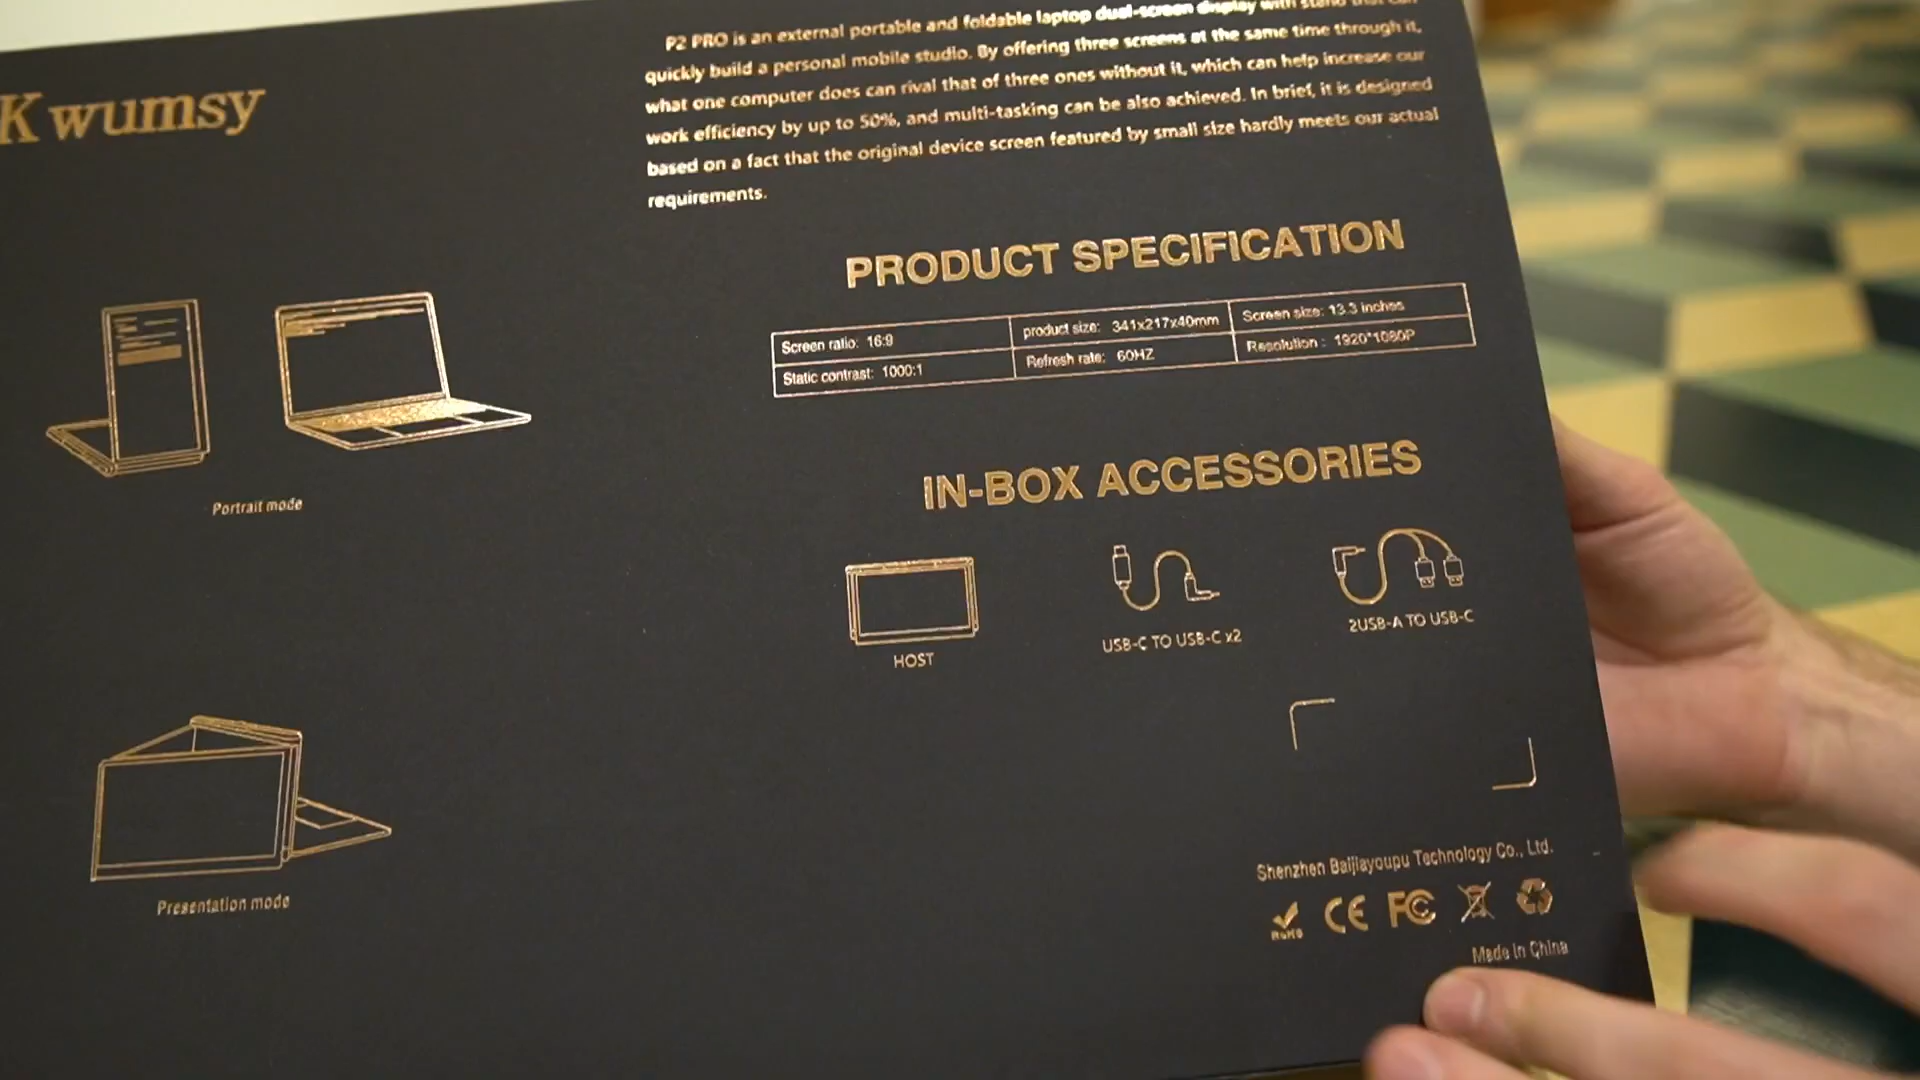 Kwumsy
P2 PRO is an external portable and foldable laptop dual-screen display with stand that can
quickly build a personal mobile studio. By offering three screens at the same time through it,
what one computer does can rival that of three ones without it, which can help increase our
work efficiency by up to 50%, and multi-tasking can be also achieved. In brief, it is designed
based on a fact that the original device screen featured by small size hardly meets our actual
requirements.
PRODUCT SPECIFICATION
Screen ratio: 16:9
product size: 341x217x40mm
Screen size: 13.3 inches
Static contrast: 1000:1
Refresh rate: 60HZ
Resolution : 1920*1080P
Portrait mode
IN-BOX ACCESSORIES
HOST
USB-C TO USB-C x2
2USB-A TO USB-C
Presentation mode
Shenzhen Baijiayoupu Technology Co., Ltd.
RoHS CE FC
Made in China